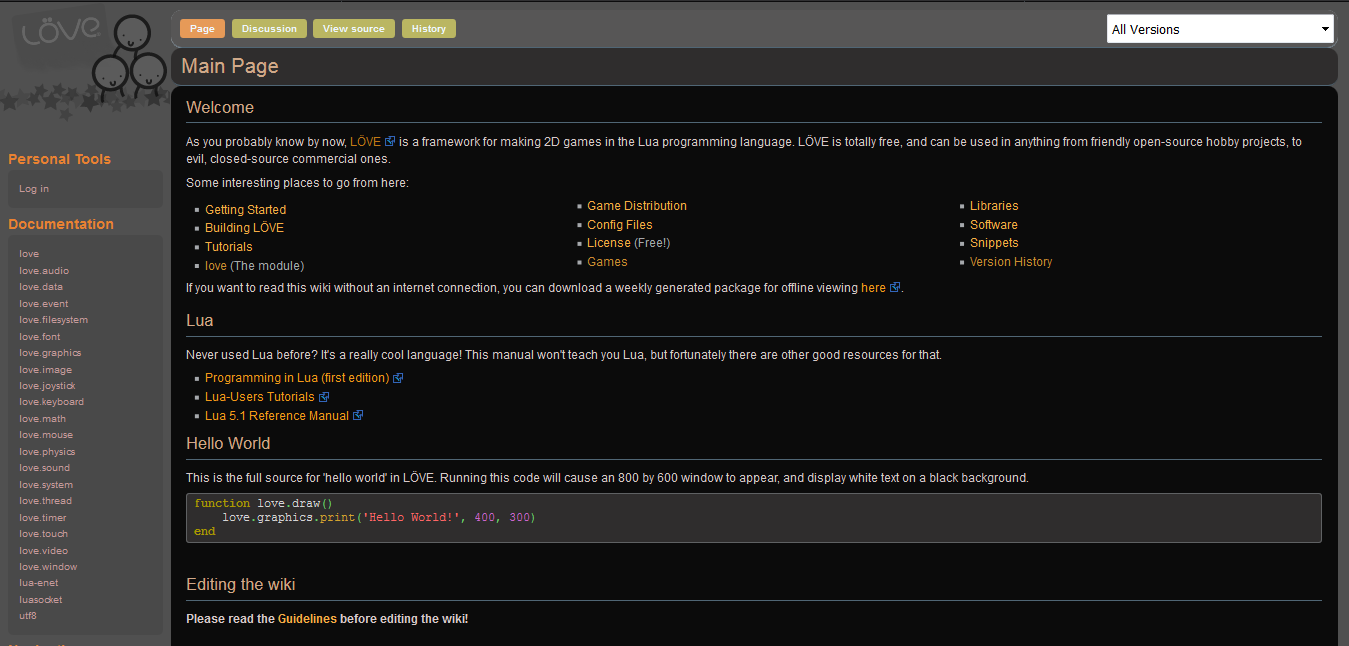 LÖVE
Page Discussion View source History
All Versions
Main Page
Personal Tools
Log in
Documentation
love
love.audio
love.data
love.event
love.filesystem
love.font
love.graphics
love.image
love.joystick
love.keyboard
love.math
love.mouse
love.physics
love.sound
love.system
love.thread
love.timer
love.touch
love.video
love.window
lua-enet
luasocket
utf8
Welcome
As you probably know by now, LÖVE is a framework for making 2D games in the Lua programming language. LÖVE is totally free, and can be used in anything from friendly open-source hobby projects, to
evil, closed-source commercial ones.
Some interesting places to go from here:
Getting Started
Building LÖVE
Tutorials
love (The module)
Game Distribution
Config Files
License (Free!)
Games
Libraries
Software
Snippets
Version History
If you want to read this wiki without an internet connection, you can download a weekly generated package for offline viewing here.
Lua
Never used Lua before? It's a really cool language! This manual won't teach you Lua, but fortunately there are other good resources for that.
Programming in Lua (first edition)
Lua-Users Tutorials
Lua 5.1 Reference Manual
Hello World
This is the full source for 'hello world' in LÖVE. Running this code will cause an 800 by 600 window to appear, and display white text on a black background.
function love.draw()
    love.graphics.print('Hello World!', 400, 300)
end
Editing the wiki
Please read the Guidelines before editing the wiki!